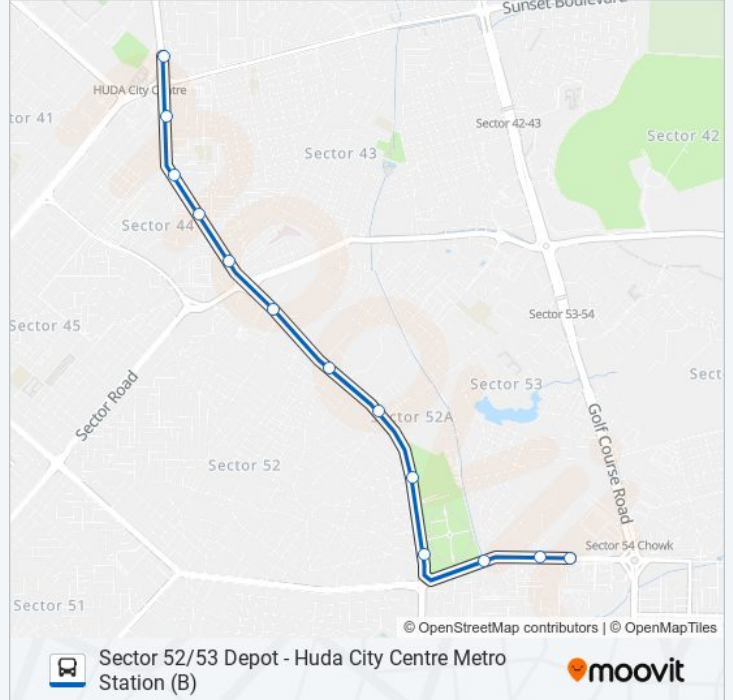 Sunset Boulevard
HUDA City Centre
tor 41
Sector 42-43
Sector 42
Sector 43
Sector 44
Sector 45
Sector 53-54
Sector 53
Sect
Sector Road
Sector 52A
Golf Course Road
Sector 52
Sector 54 Chowk
Sector 51
© OpenStreetMap contributors | © OpenMapTiles
Sector 52/53 Depot - Huda City Centre Metro
Station (B)
moovit